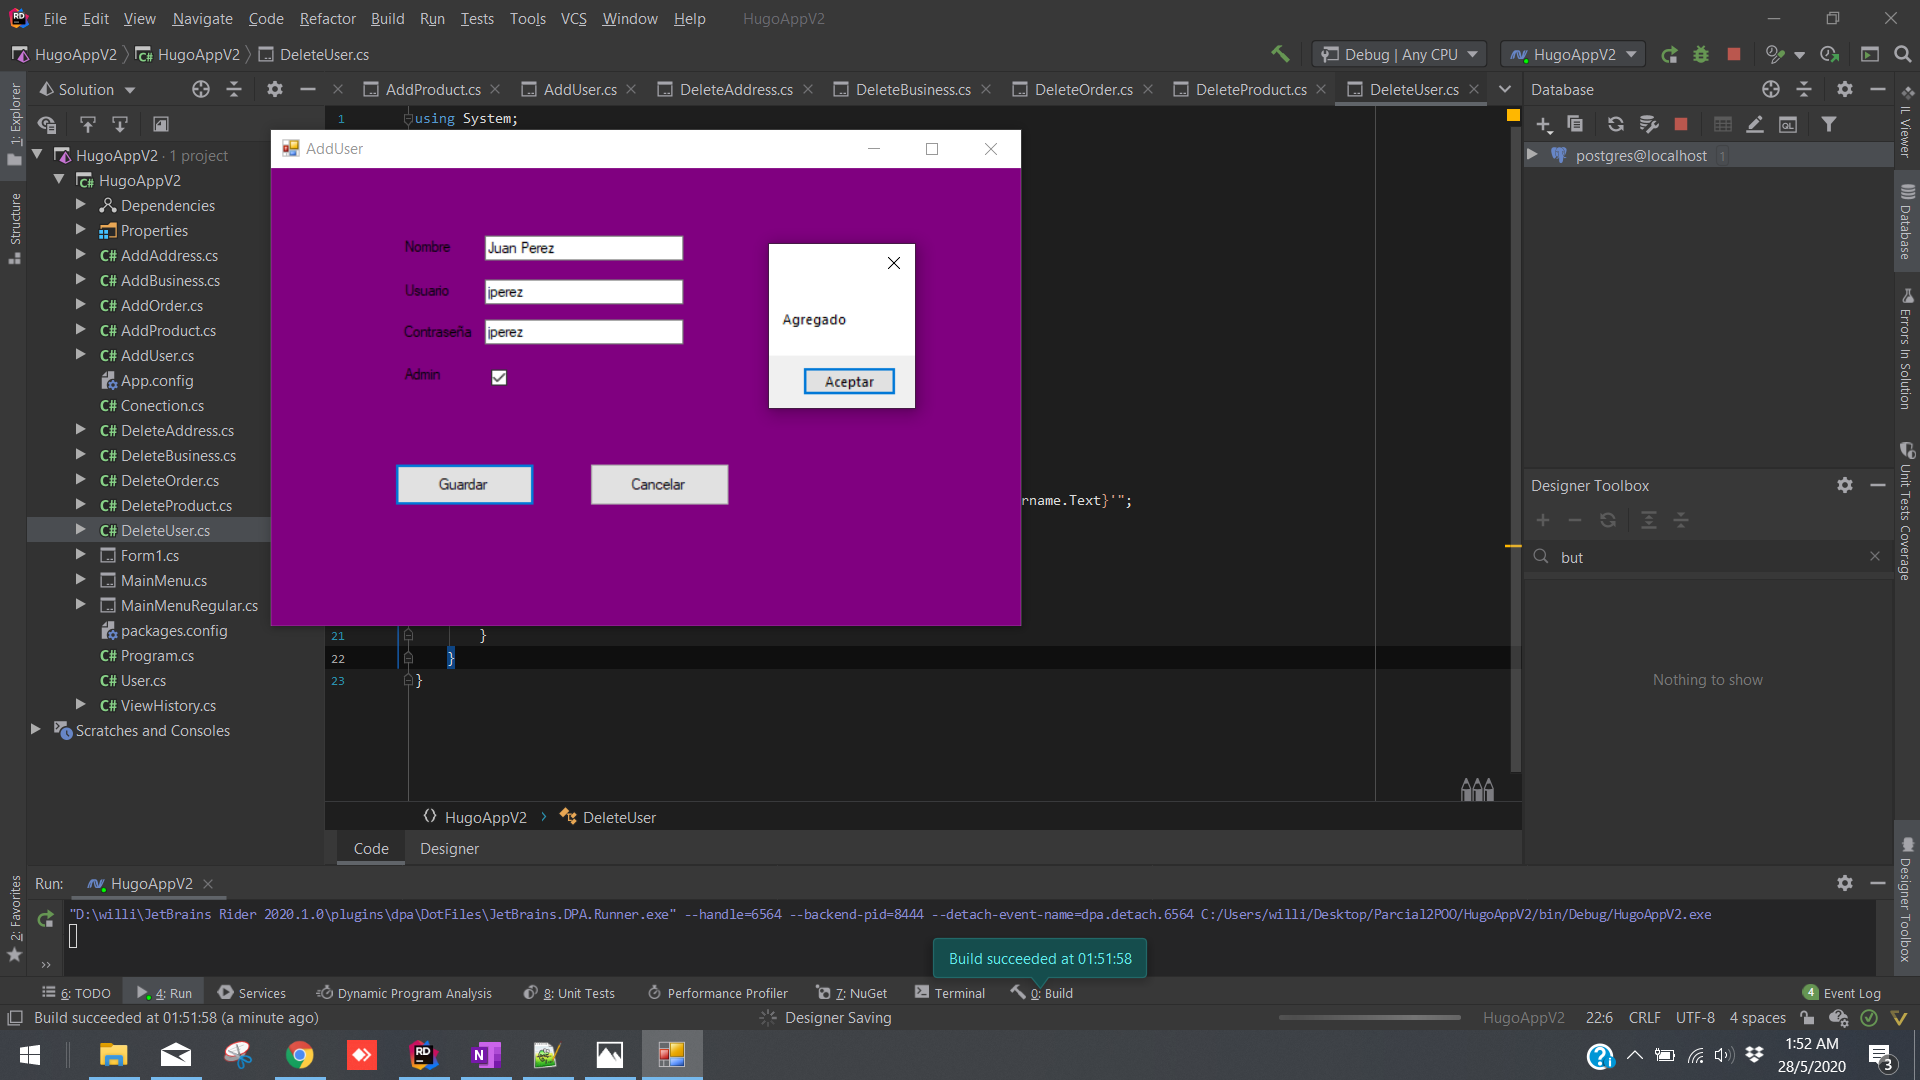 File Edit View Navigate Code Refactor Build Run Tests Tools VCS Window Help HugoAppV2
HugoAppV2 HugoAppV2 DeleteUser.cs
Debug | Any CPU HugoAppV2
Solution
AddProduct.cs AddUser.cs DeleteAddress.cs DeleteBusiness.cs DeleteOrder.cs DeleteProduct.cs DeleteUser.cs
Database
1: Explorer
Structure
2: Favorites
HugoAppV2 · 1 project
HugoAppV2
Dependencies
Properties
C# AddAddress.cs
C# AddBusiness.cs
C# AddOrder.cs
C# AddProduct.cs
C# AddUser.cs
App.config
C# Conection.cs
C# DeleteAddress.cs
C# DeleteBusiness.cs
C# DeleteOrder.cs
C# DeleteProduct.cs
C# DeleteUser.cs
Form1.cs
MainMenu.cs
MainMenuRegular.cs
packages.config
C# Program.cs
C# User.cs
C# ViewHistory.cs
Scratches and Consoles
1 using System;
AddUser
Nombre Juan Perez
Usuario jperez
Contraseña jperez
Admin
Guardar Cancelar
Agregado
Aceptar
rname.Text}'";
21 }
22 }
23 }
HugoAppV2 DeleteUser
Code Designer
postgres@localhost 1
Designer Toolbox
but
Nothing to show
IL Viewer
Database
Errors In Solution
Unit Tests Coverage
Designer Toolbox
Run: HugoAppV2
"D:\willi\JetBrains Rider 2020.1.0\plugins\dpa\DotFiles\JetBrains.DPA.Runner.exe" --handle=6564 --backend-pid=8444 --detach-event-name=dpa.detach.6564 C:/Users/willi/Desktop/Parcial2POO/HugoAppV2/bin/Debug/HugoAppV2.exe
Build succeeded at 01:51:58
6: TODO 4: Run Services Dynamic Program Analysis 8: Unit Tests Performance Profiler 7: NuGet Terminal 0: Build 4 Event Log
Build succeeded at 01:51:58 (a minute ago) Designer Saving HugoAppV2 22:6 CRLF UTF-8 4 spaces
1:52 AM
28/5/2020
3